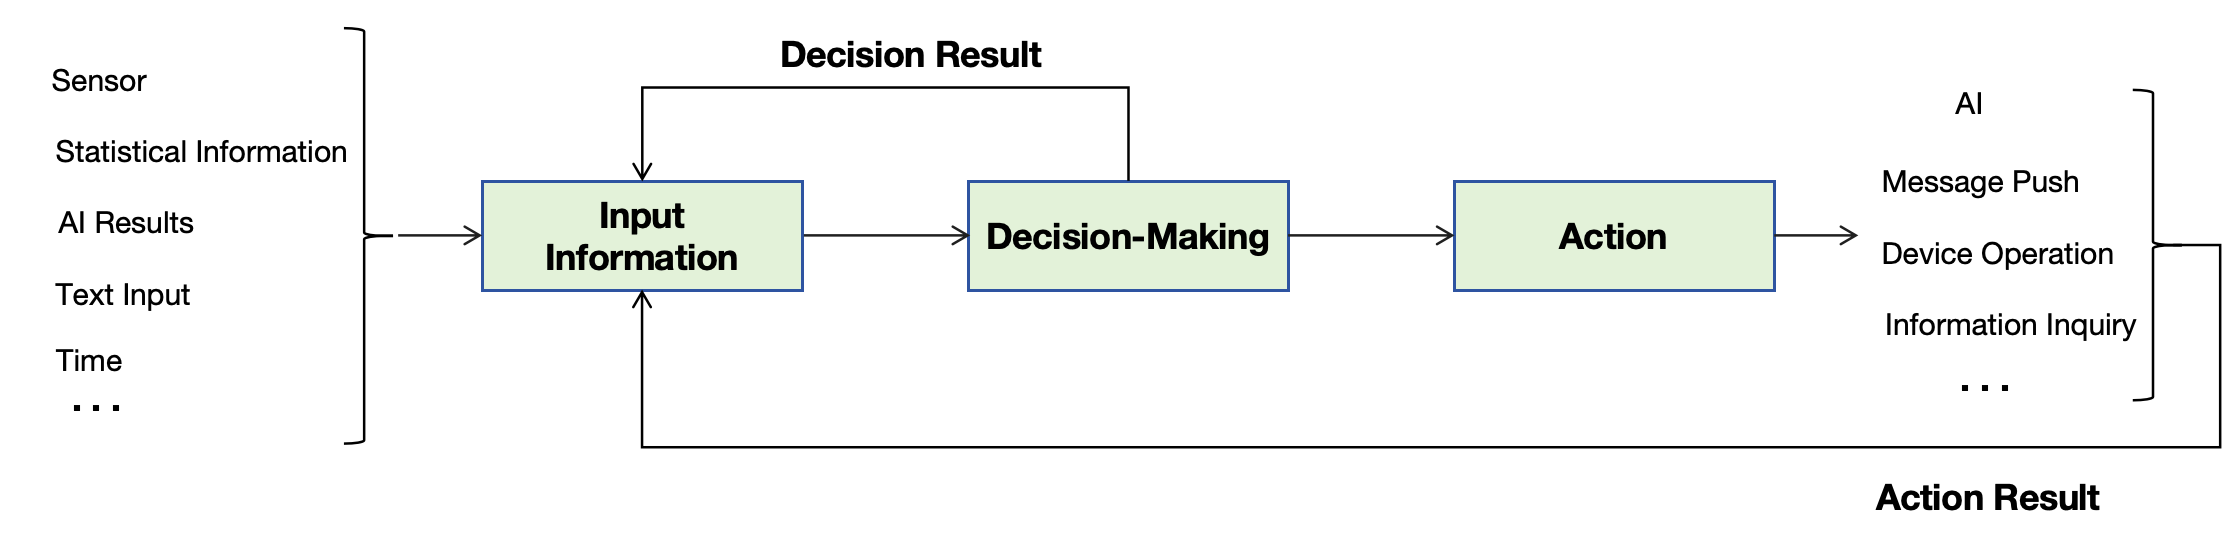 Sensor
Statistical Information
AI Results
Text Input
Time
...
Decision Result
Input
Information
Decision-Making
Action
AI
Message Push
Device Operation
Information Inquiry
...
Action Result